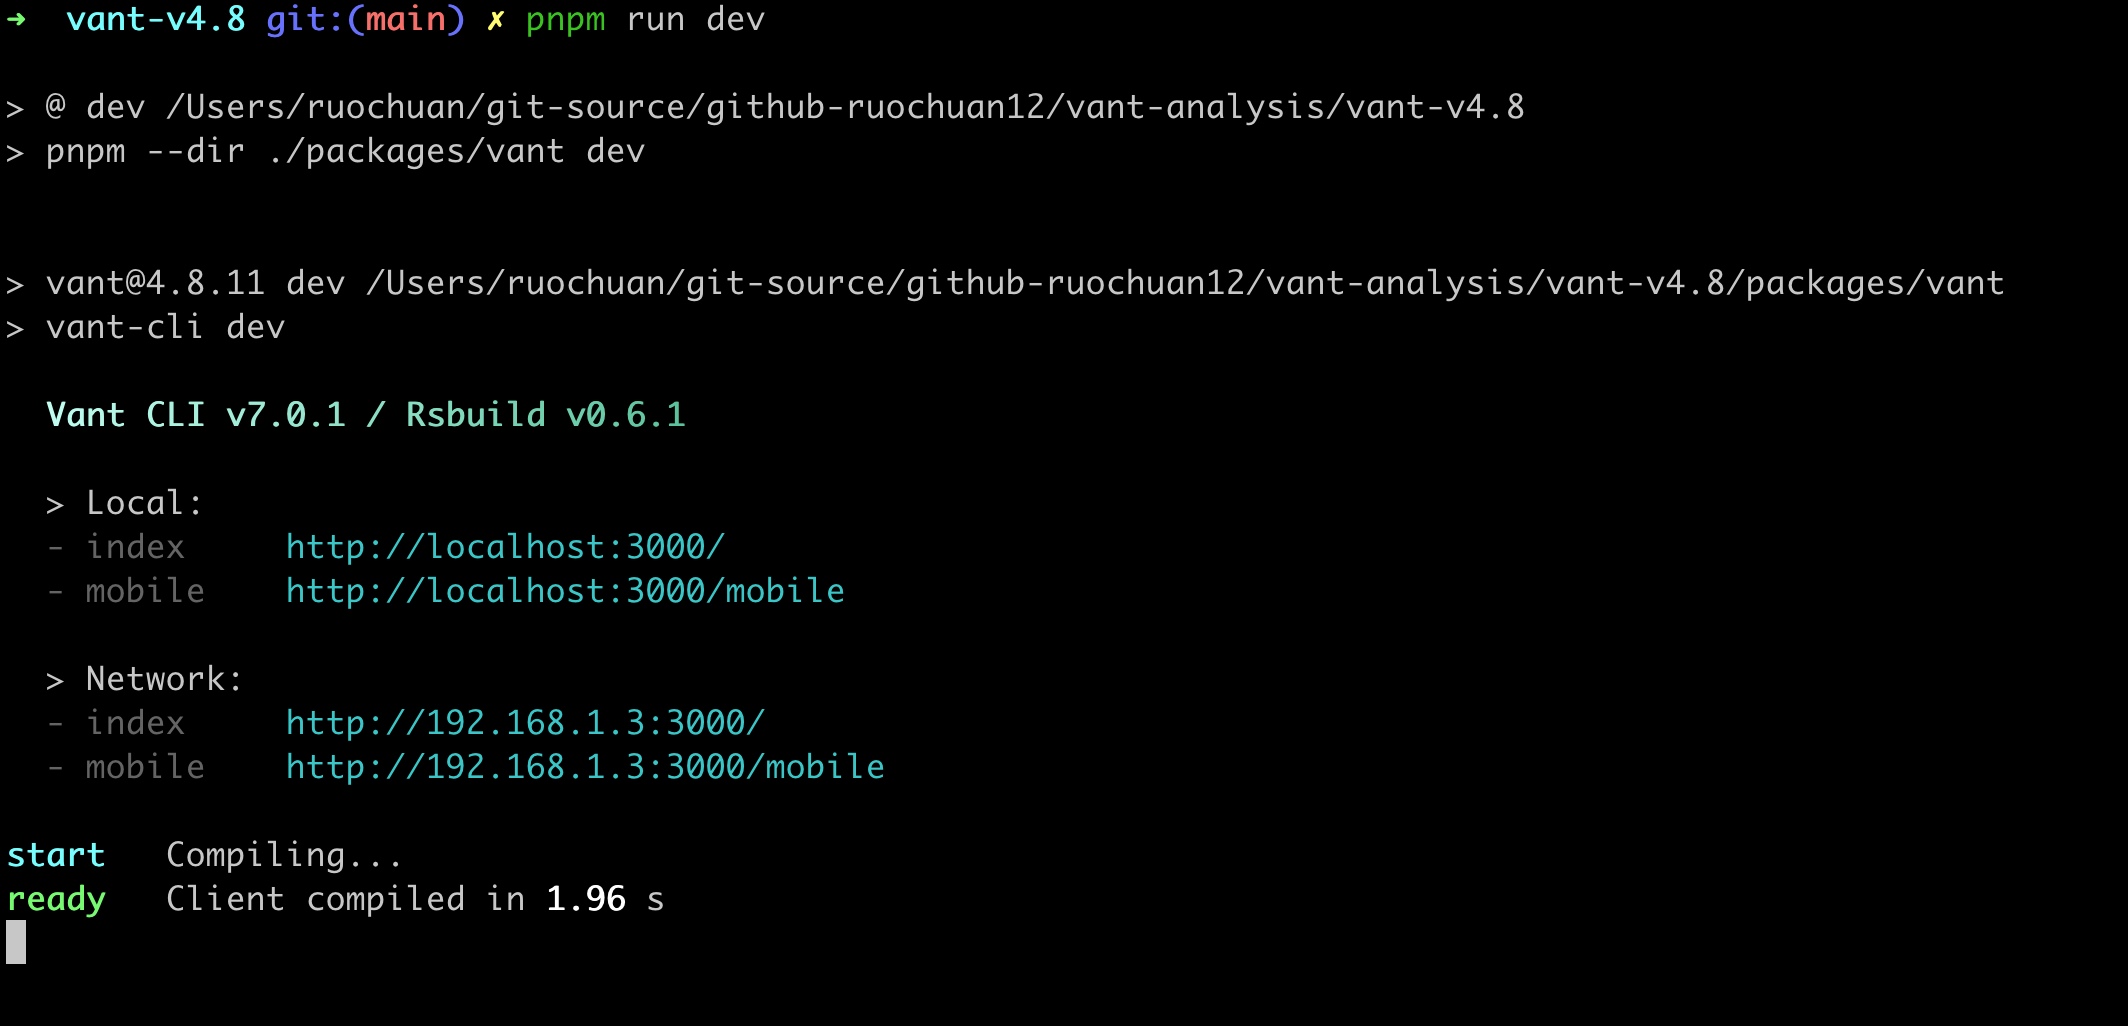 ➜  vant-v4.8 git:(main) ✗ pnpm run dev
> @ dev /Users/ruochuan/git-source/github-ruochuan12/vant-analysis/vant-v4.8
> pnpm --dir ./packages/vant dev
> vant@4.8.11 dev /Users/ruochuan/git-source/github-ruochuan12/vant-analysis/vant-v4.8/packages/vant
> vant-cli dev
Vant CLI v7.0.1 / Rsbuild v0.6.1
> Local:
- index     http://localhost:3000/
- mobile    http://localhost:3000/mobile
> Network:
- index     http://192.168.1.3:3000/
- mobile    http://192.168.1.3:3000/mobile
start   Compiling...
ready   Client compiled in 1.96 s